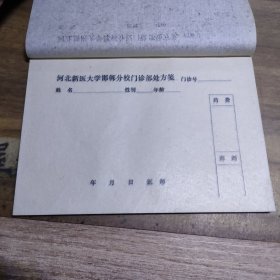 河北新医大学邯郸分校门诊部处方笺 门诊号
姓名 性别 年龄
药费
年 月 日 医师